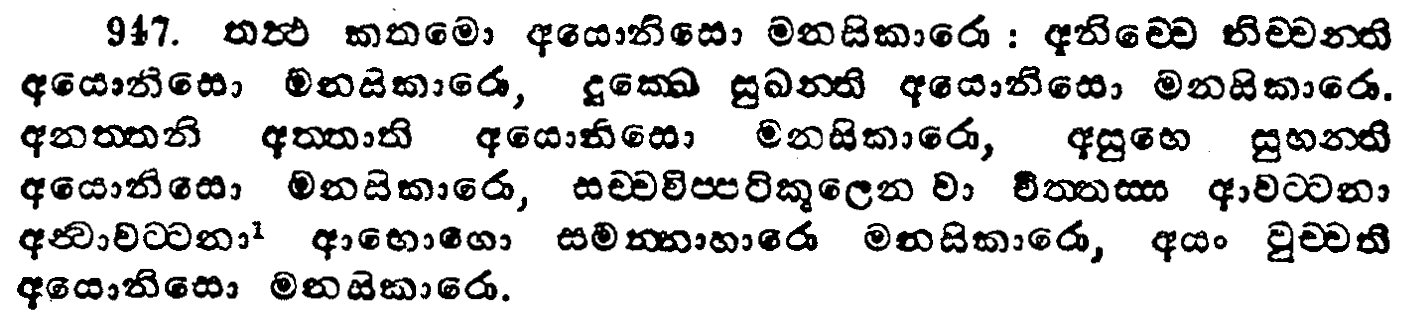 947. තත්‍ථ කතමො අයොනිසො මනසිකාරො : අනිච්චෙ නිච්චන්ති
අයොනිසො මනසිකාරො, දුක්ඛෙ සුඛන්ති අයොනිසො මනසිකාරො.
අනත්තනි අත්තාති අයොනිසො මනසිකාරො, අසුභෙ සුභන්ති
අයොනිසො මනසිකාරො, සච්චවිප්පටිකූලෙන වා චිත්තස්ස ආවට්ටනා
අන්වාවට්ටනා¹ ආභොගො සමන්නාහාරො මනසිකාරො, අයං වුච්චති
අයොනිසො මනසිකාරො.